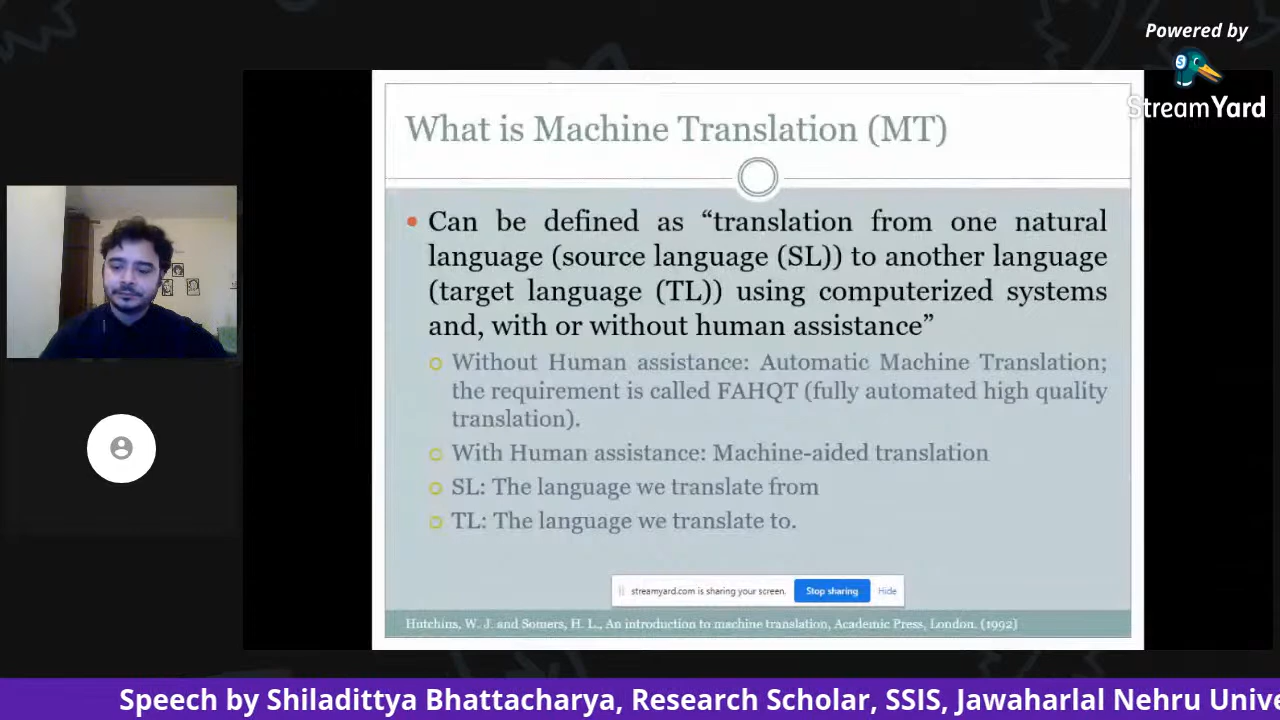 Powered by
StreamYard
What is Machine Translation (MT)
Can be defined as “translation from one natural
language (source language (SL)) to another language
(target language (TL)) using computerized systems
and, with or without human assistance”
Without Human assistance: Automatic Machine Translation;
the requirement is called FAHQT (fully automated high quality
translation).
With Human assistance: Machine-aided translation
SL: The language we translate from
TL: The language we translate to.
streamyard.com is sharing your screen. Stop sharing Hide
Hutchins, W. J. and Somers, H. L., An introduction to machine translation, Academic Press, London. (1992)
Speech by Shiladittya Bhattacharya, Research Scholar, SSIS, Jawaharlal Nehru Unive